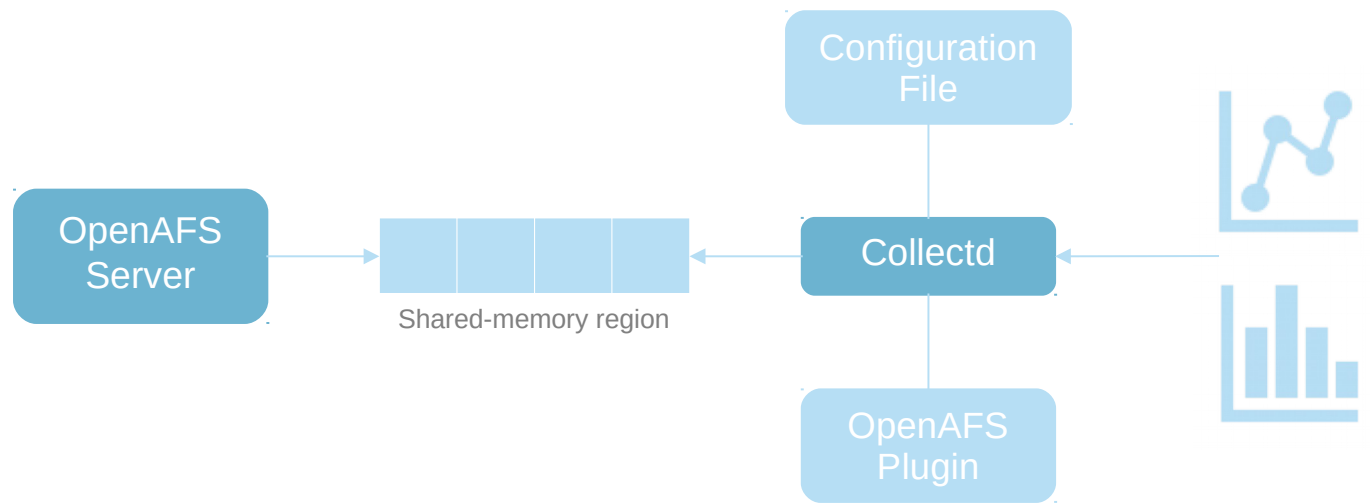 Configuration
File
OpenAFS
Server
Collectd
Shared-memory region
OpenAFS
Plugin